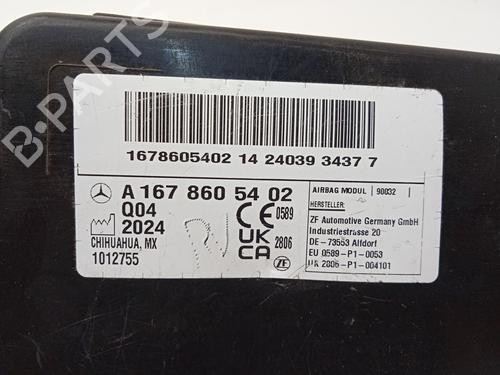 B-PARTS
1678605402 14 24039 3437 7
A 167 860 54 02
Q04
2024
CHIHUAHUA, MX
1012755
CE 0589
UK CA 2806
ZF
AIRBAG MODUL 90032
HERSTELLER:
ZF Automotive Germany GmbH
Industriestrasse 20
DE-73553 Alfdorf
EU 0589-P1-0053
UK 2806-P1-004101